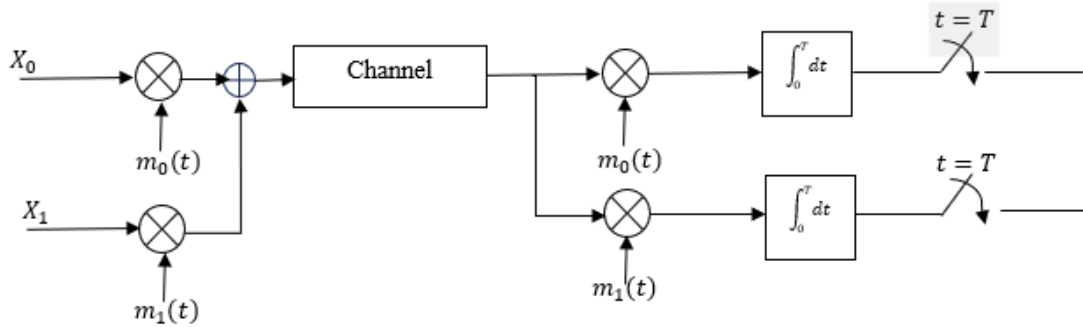 X₀
m₀(t)
X₁
m₁(t)
Channel
m₀(t)
∫₀ᵀ dt
t = T
m₁(t)
∫₀ᵀ dt
t = T